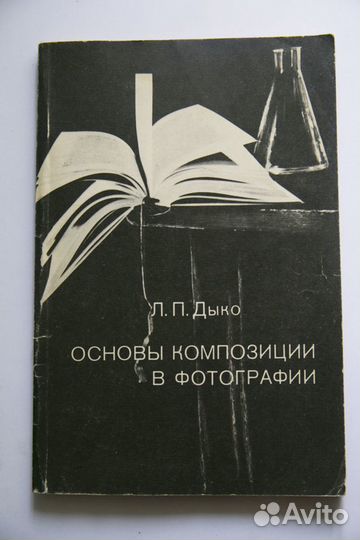 Л. П. Дыко
ОСНОВЫ КОМПОЗИЦИИ
В ФОТОГРАФИИ
Avito